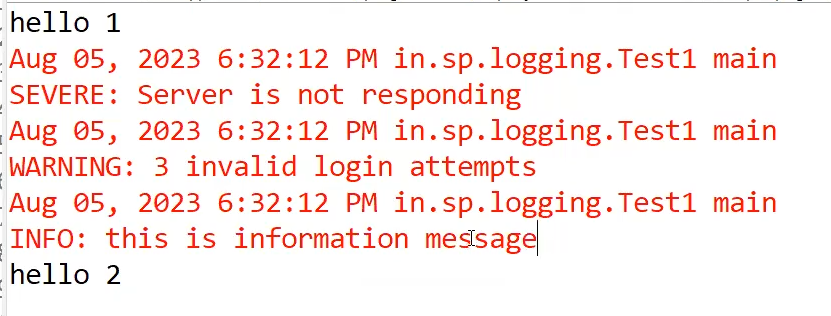 hello 1
Aug 05, 2023 6:32:12 PM in.sp.logging.Test1 main
SEVERE: Server is not responding
Aug 05, 2023 6:32:12 PM in.sp.logging.Test1 main
WARNING: 3 invalid login attempts
Aug 05, 2023 6:32:12 PM in.sp.logging.Test1 main
INFO: this is information message
hello 2